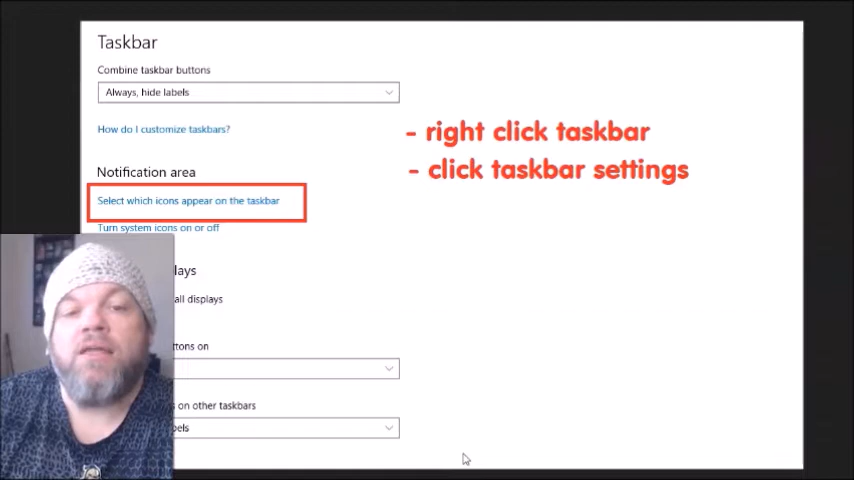 Taskbar
Combine taskbar buttons
Always, hide labels
- right click taskbar
How do I customize taskbars?
- click taskbar settings
Notification area
Select which icons appear on the taskbar
Turn system icons on or off
lays
all displays
ttons on
s on other taskbars
bels